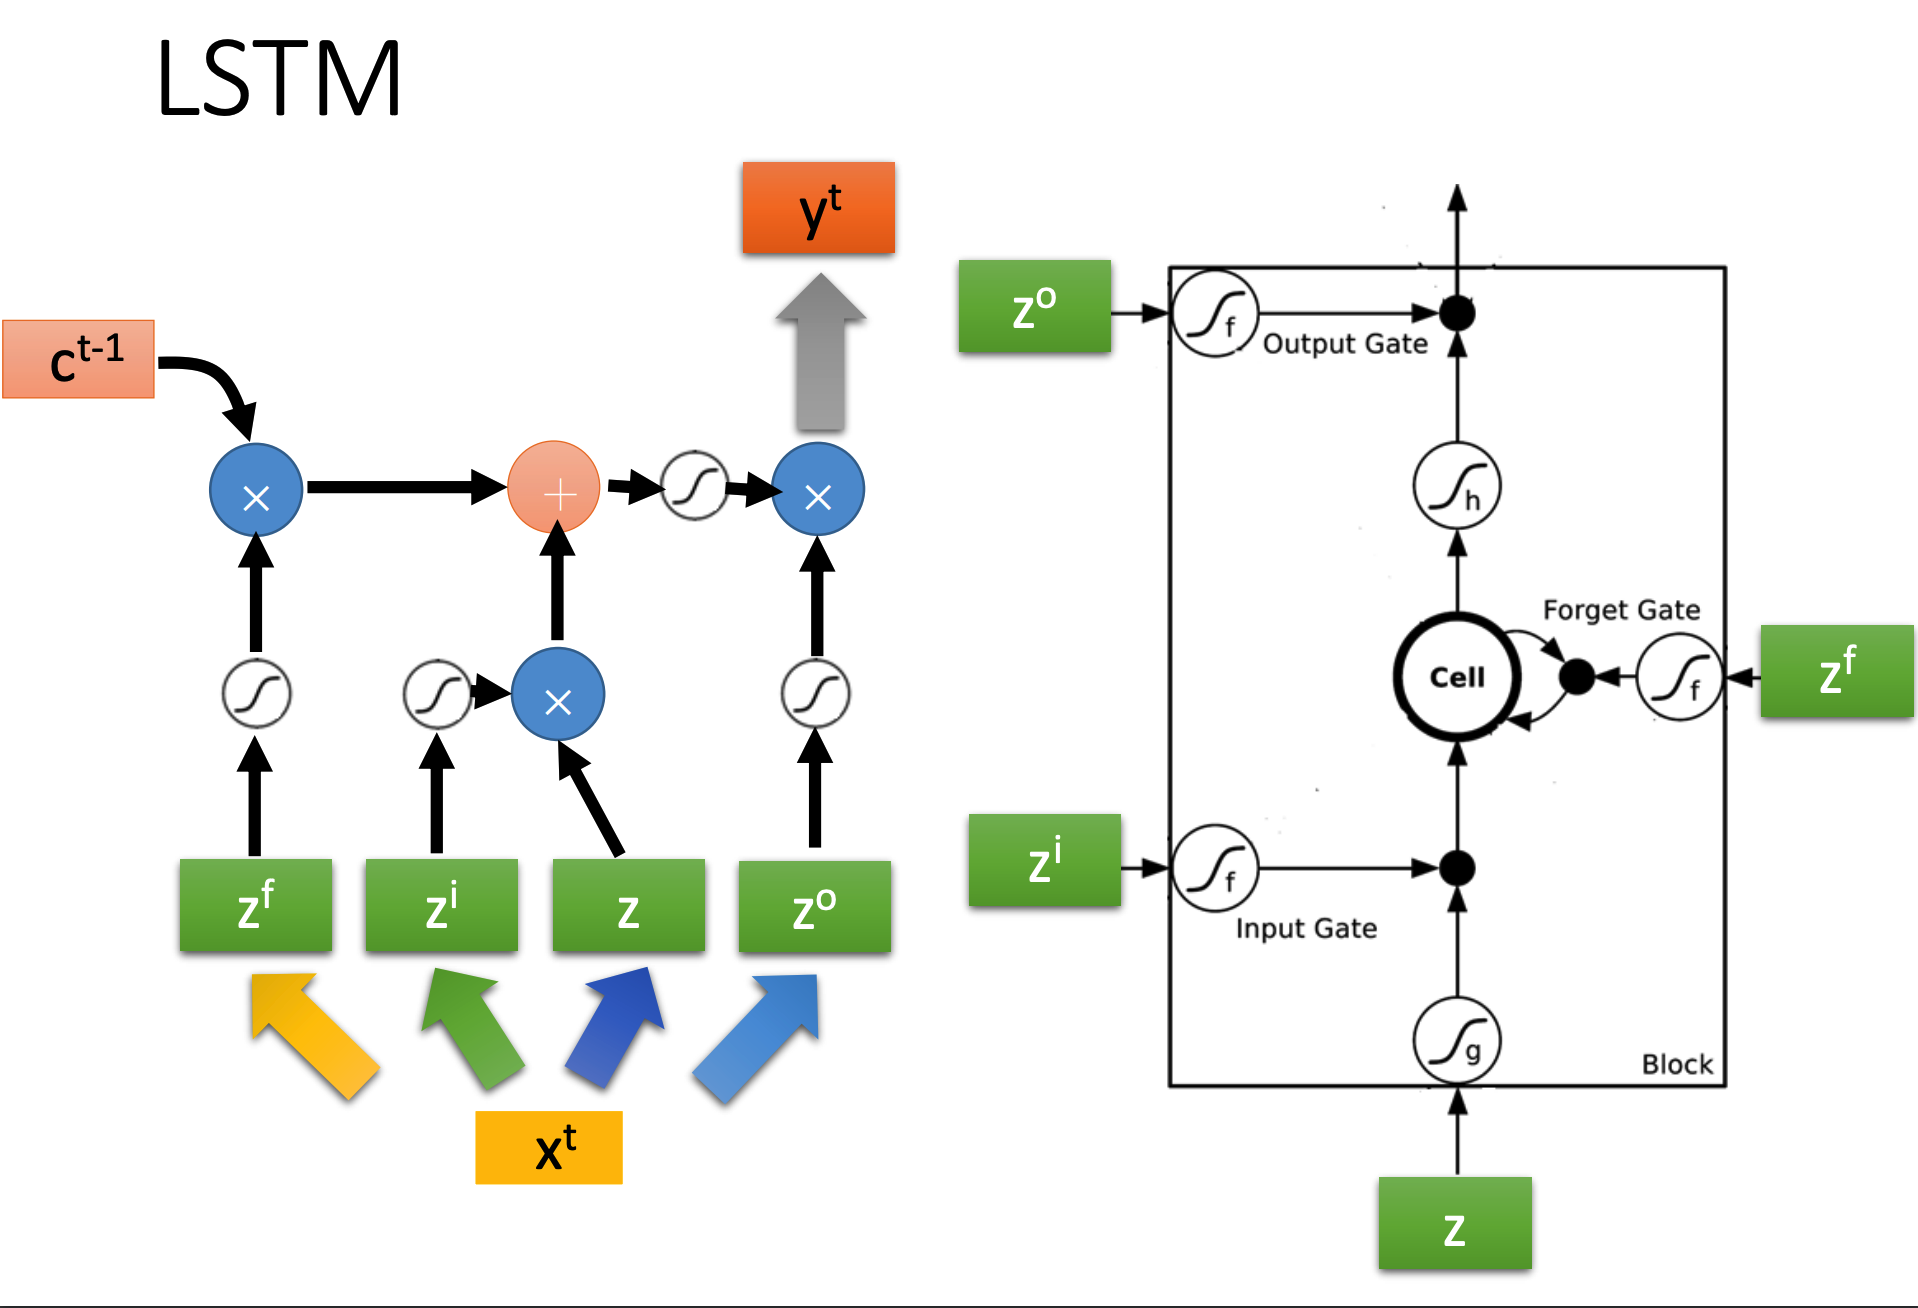 LSTM
y^t
c^t-1
×
+
×
×
z^f
z^i
z
z^o
x^t
z^o
f
Output Gate
h
Forget Gate
Cell
f
z^f
z^i
f
Input Gate
g
Block
z